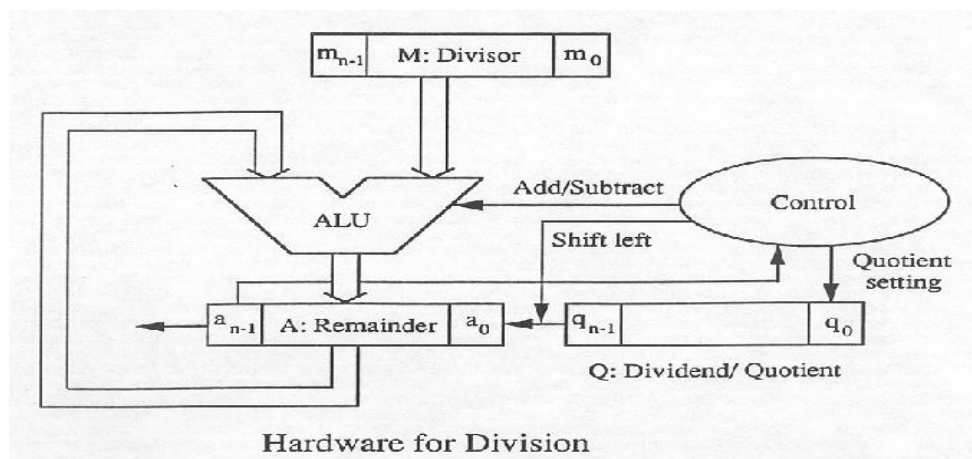 m n-1 M: Divisor m 0
Add/Subtract
Control
ALU
Shift left
Quotient
setting
a n-1 A: Remainder a 0
q n-1 q 0
Q: Dividend/ Quotient
Hardware for Division